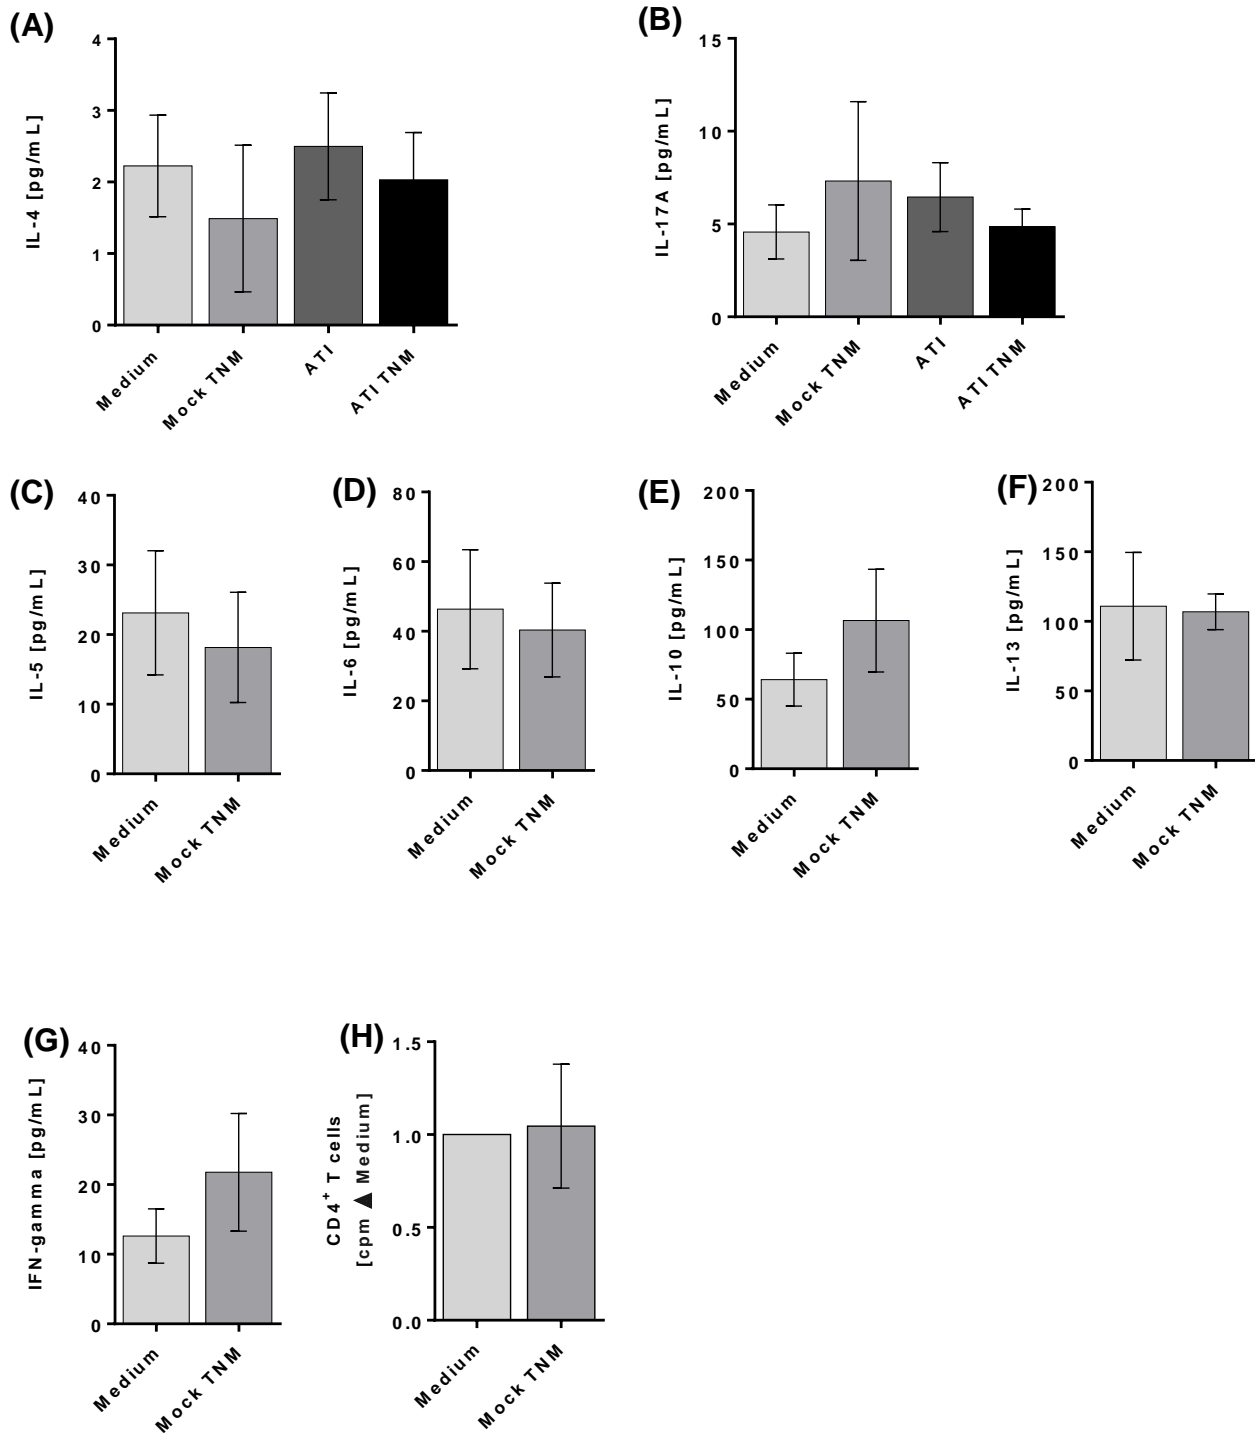 (A)
IL-4 [pg/mL]
4
3
2
1
0
Medium
Mock TNM
ATI
ATI TNM
(B)
IL-17A [pg/mL]
15
10
5
0
Medium
Mock TNM
ATI
ATI TNM
(C)
IL-5 [pg/mL]
40
30
20
10
0
Medium
Mock TNM
(D)
IL-6 [pg/mL]
80
60
40
20
0
Medium
Mock TNM
(E)
IL-10 [pg/mL]
200
150
100
50
0
Medium
Mock TNM
(F)
IL-13 [pg/mL]
200
150
100
50
0
Medium
Mock TNM
(G)
IFN-gamma [pg/mL]
40
30
20
10
0
Medium
Mock TNM
(H)
CD4⁺ T cells
[cpm ▲ Medium]
1.5
1.0
0.5
0.0
Medium
Mock TNM